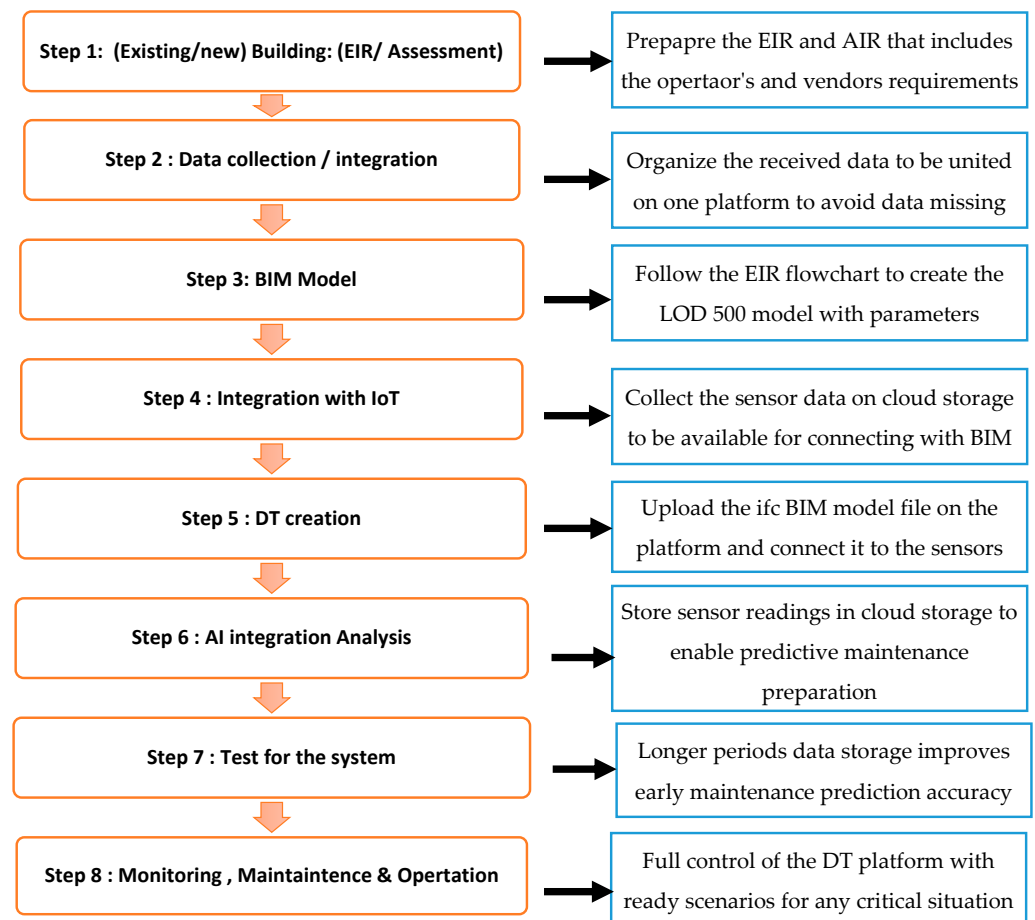 Step 1: (Existing/new) Building: (EIR/ Assessment)
Prepapre the EIR and AIR that includes
the opertaor's and vendors requirements
Step 2 : Data collection / integration
Organize the received data to be united
on one platform to avoid data missing
Step 3: BIM Model
Follow the EIR flowchart to create the
LOD 500 model with parameters
Step 4 : Integration with IoT
Collect the sensor data on cloud storage
to be available for connecting with BIM
Step 5 : DT creation
Upload the ifc BIM model file on the
platform and connect it to the sensors
Step 6 : AI integration Analysis
Store sensor readings in cloud storage to
enable predictive maintenance
preparation
Step 7 : Test for the system
Longer periods data storage improves
early maintenance prediction accuracy
Step 8 : Monitoring , Maintaintence & Opertation
Full control of the DT platform with
ready scenarios for any critical situation